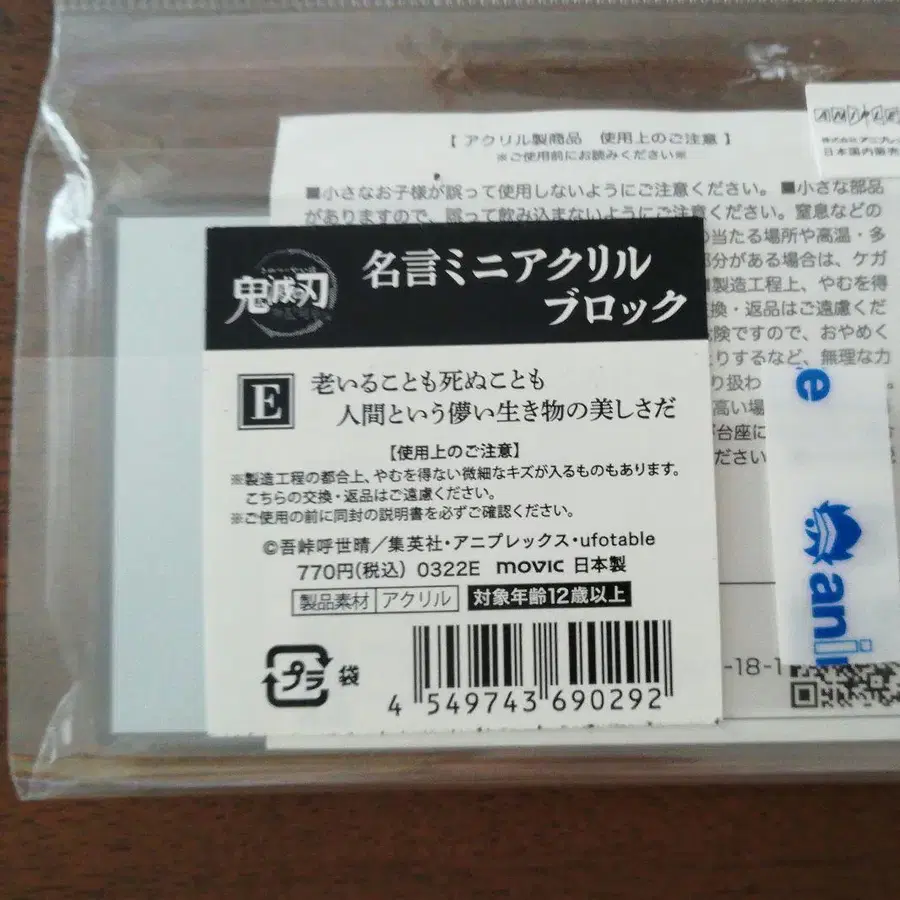 【 アクリル製商品 使用上のご注意 】
※ご使用前にお読みください※
■小さなお子様が誤って使用しないようにご注意ください。 ■小さな部品
がありますので、誤って飲み込まないようにご注意ください。窒息などの
の当たる場所や高温・多
部分がある場合は、ケガ
製造工程上、やむを得
交換・返品はご遠慮くだ
危険ですので、おやめく
とりするなど、無理な力
り扱わ
高い場
台座に
ださい
日本国内販売
鬼滅の刃
名言ミニアクリル
ブロック
E
老いることも死ぬことも
人間という儚い生き物の美しさだ
【使用上のご注意】
※製造工程の都合上、やむを得ない微細なキズが入るものもあります。
こちらの交換・返品はご遠慮ください。
※ご使用の前に同封の説明書を必ずご確認ください。
©吾峠呼世晴／集英社・アニプレックス・ufotable
770円(税込) 0322E movic 日本製
製品素材 アクリル 対象年齢12歳以上
プラ 袋
4 549743 690292
-18-1
e
ani